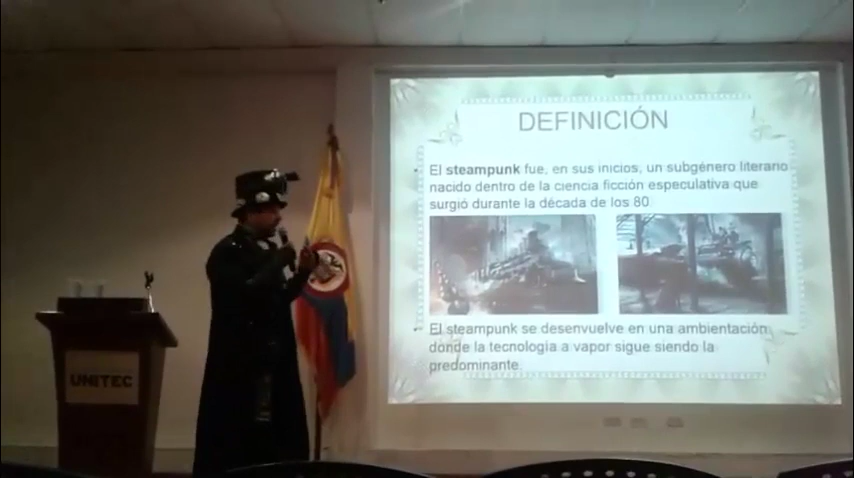 DEFINICIÓN
El steampunk fue, en sus inicios, un subgénero literario
nacido dentro de la ciencia ficción especulativa que
surgió durante la década de los 80
El steampunk se desenvuelve en una ambientación
donde la tecnología a vapor sigue siendo la
predominante.
UNITEC